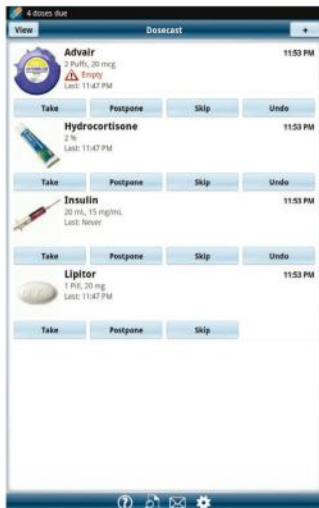 4 doses due
View Dosecast +
Advair 11:53 PM
2 Puffs, 20 mcg
Empty
Last: 11:47 PM
Take Postpone Skip Undo
Hydrocortisone 11:53 PM
2 %
Last: 11:47 PM
Take Postpone Skip Undo
Insulin 11:53 PM
20 mL, 15 mg/mL
Last: Never
Take Postpone Skip Undo
Lipitor 11:53 PM
1 Pill, 20 mg
Last: 11:47 PM
Take Postpone Skip